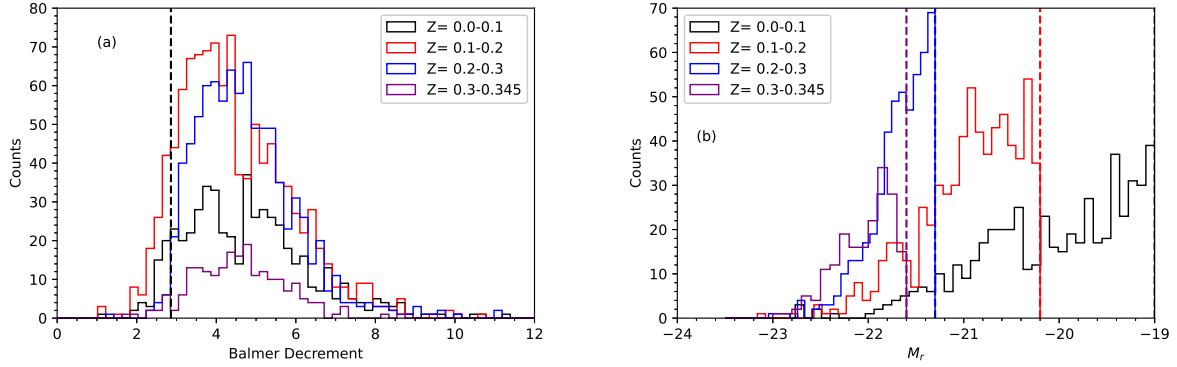 80
70
60
50
40
30
20
10
0
Counts
(a)
Z= 0.0-0.1
Z= 0.1-0.2
Z= 0.2-0.3
Z= 0.3-0.345
0 2 4 6 8 10 12
Balmer Decrement
70
60
50
40
30
20
10
0
Counts
Z= 0.0-0.1
Z= 0.1-0.2
Z= 0.2-0.3
Z= 0.3-0.345
(b)
−24 −23 −22 −21 −20 −19
M_r